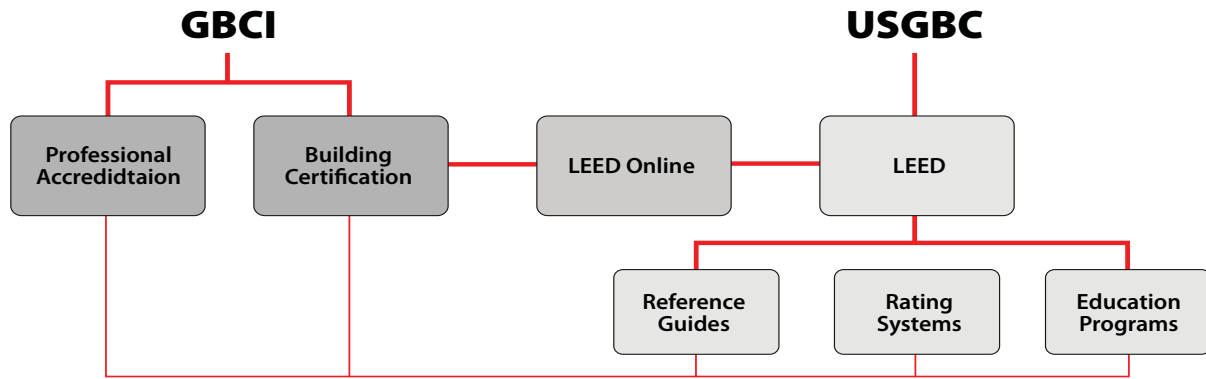 GBCI
USGBC
Professional
Accredidtaion
Building
Certification
LEED Online
LEED
Reference
Guides
Rating
Systems
Education
Programs